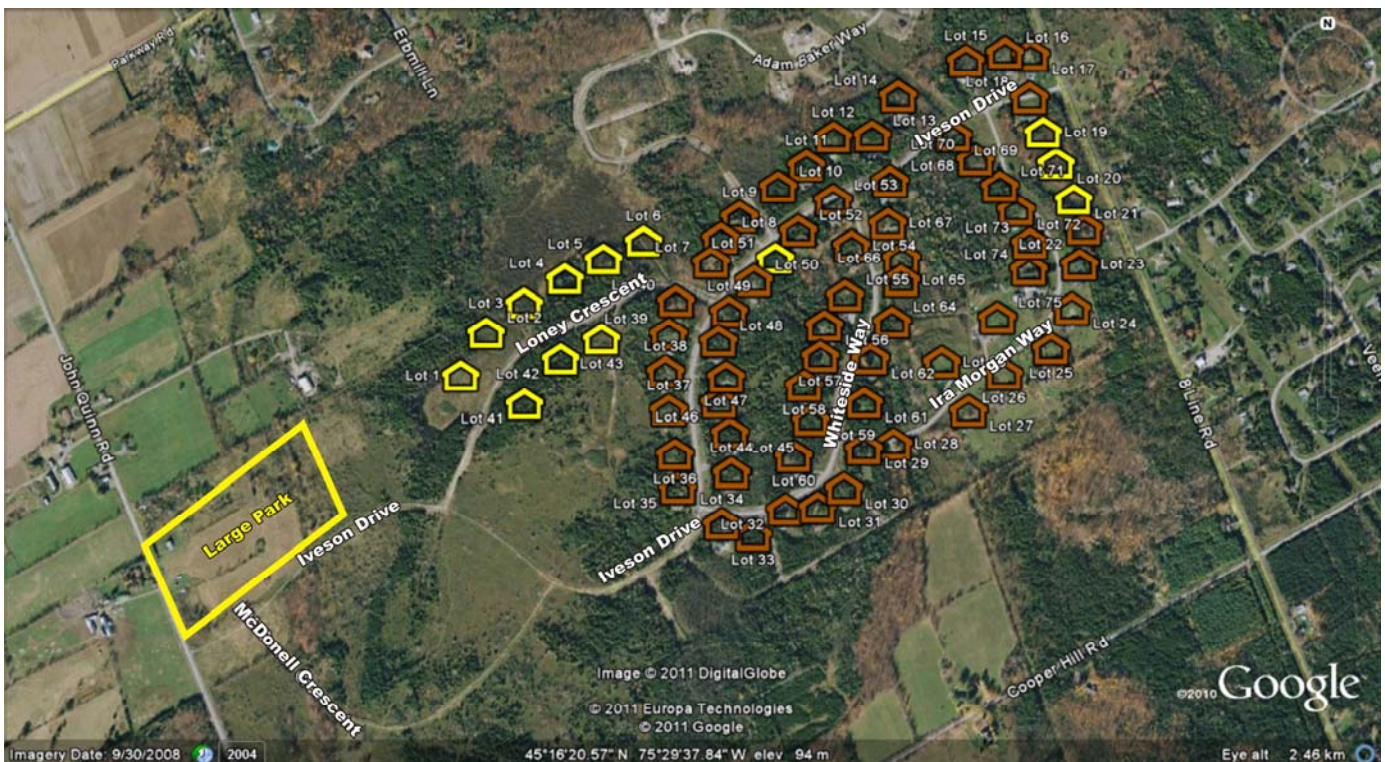 Parkway Rd
Erbmill Ln
Adam Baker Way
N
Lot 15
Lot 16
Lot 17
Lot 18
Lot 14
Iveson Drive
Lot 12
Lot 13
Lot 19
Lot 11
Lot 70
Lot 69
Lot 68
Lot 10
Lot 71
Lot 20
Lot 9
Lot 53
Lot 21
Lot 8
Lot 52
Lot 6
Lot 67
Lot 73
Lot 72
Lot 5
Lot 7
Lot 51
Lot 54
Lot 22
Lot 4
Lot 50
Lot 66
Lot 74
Lot 23
Lot 49
Lot 55
Lot 65
Lot 3
Lot 2
Loney Crescent
Lot 64
Lot 75
Lot 24
Lot 39
Lot 48
Lot 38
Lot 56
Whiteside Way
Ira Morgan Way
Lot 1
Lot 42
Lot 43
Lot 37
Lot 57
Lot 62
Lot 25
Lot 26
Lot 41
Lot 46
Lot 47
Lot 58
Lot 61
Lot 27
Lot 44
Lot 45
Lot 59
Lot 28
Lot 29
Lot 36
Lot 60
Lot 35
Lot 34
Lot 30
Lot 32
Lot 31
Lot 33
John Quinn Rd
8 Line Rd
Large Park
Iveson Drive
Iveson Drive
McDonell Crescent
Cooper Hill Rd
Image © 2011 DigitalGlobe
© 2011 Europa Technologies
© 2011 Google
©2010 Google
Imagery Date: 9/30/2008 2004 45°16'20.57" N 75°29'37.84" W elev 94 m Eye alt 2.46 km